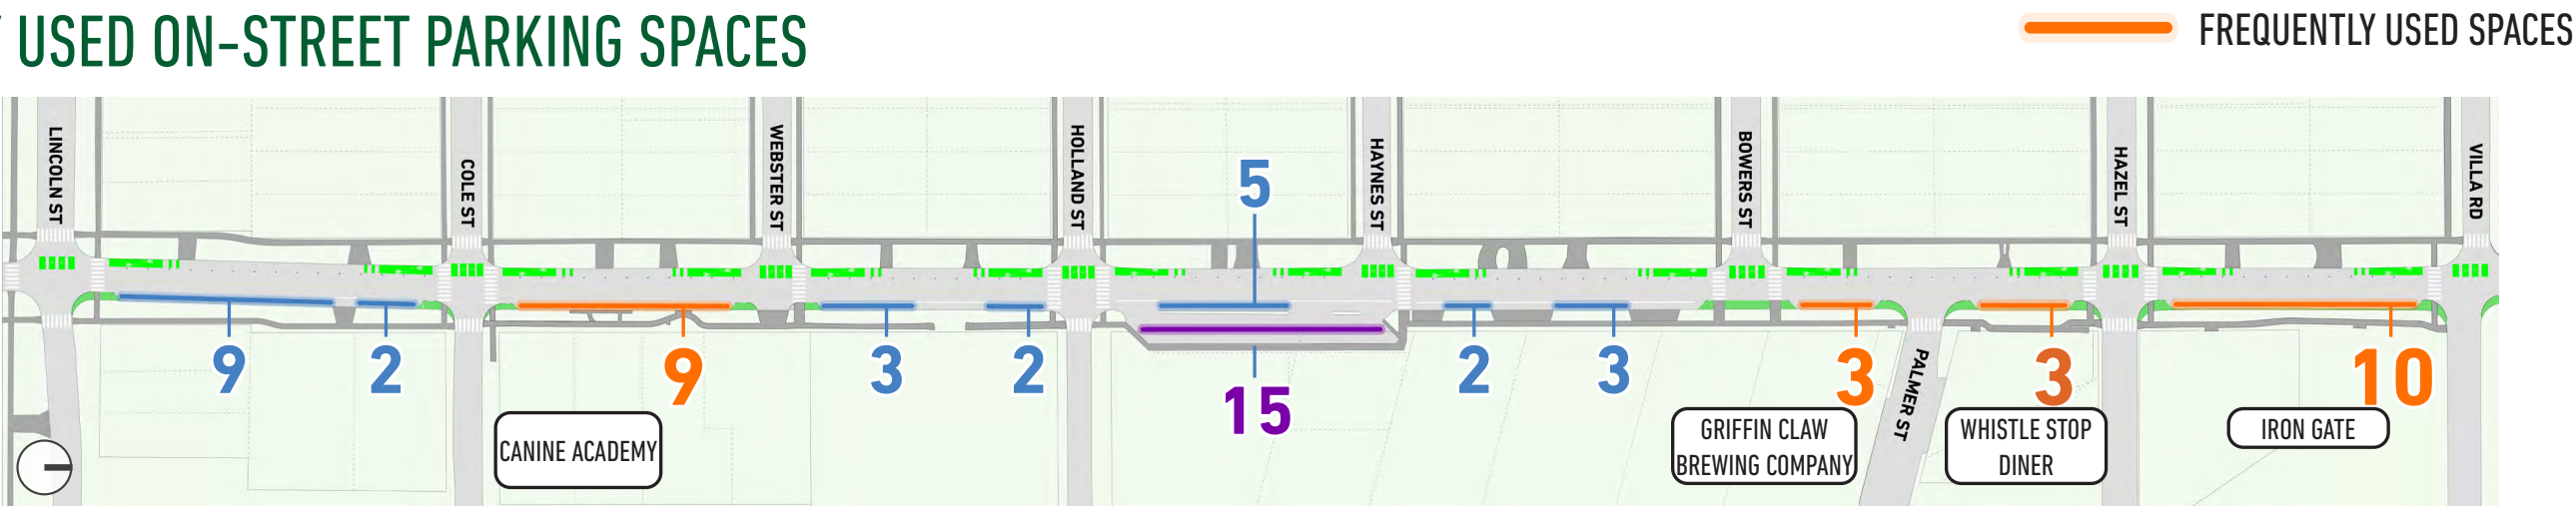 USED ON-STREET PARKING SPACES
FREQUENTLY USED SPACES
LINCOLN ST
COLE ST
WEBSTER ST
HOLLAND ST
HAYNES ST
BOWERS ST
HAZEL ST
VILLA RD
5
9
2
9
3
2
15
2
3
3
3
10
PALMER ST
CANINE ACADEMY
GRIFFIN CLAW
BREWING COMPANY
WHISTLE STOP
DINER
IRON GATE